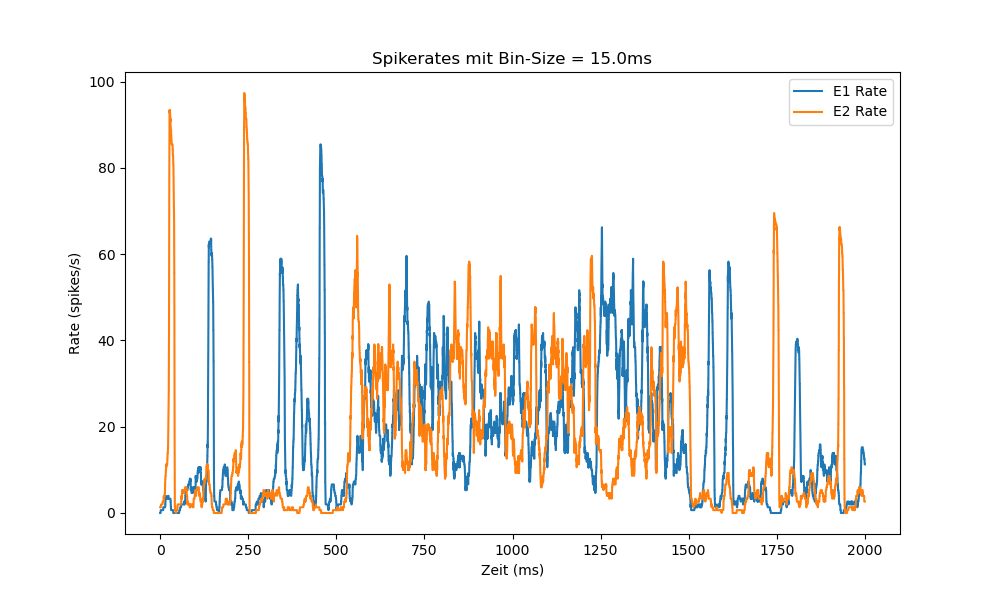 Spikerates mit Bin-Size = 15.0ms
E1 Rate
E2 Rate
100
80
60
40
20
0
Rate (spikes/s)
0 250 500 750 1000 1250 1500 1750 2000
Zeit (ms)